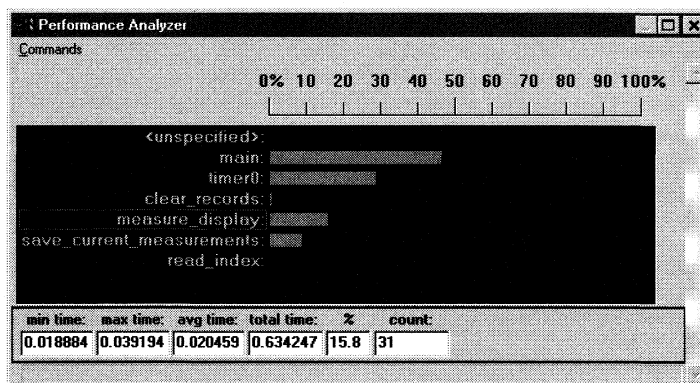 Performance Analyzer
Commands
0% 10 20 30 40 50 60 70 80 90 100%
<unspecified>:
main:
timer0:
clear_records:
measure_display:
save_current_measurements:
read_index:
min time: max time: avg time: total time: % count:
0.018884 0.039194 0.020459 0.634247 15.8 31